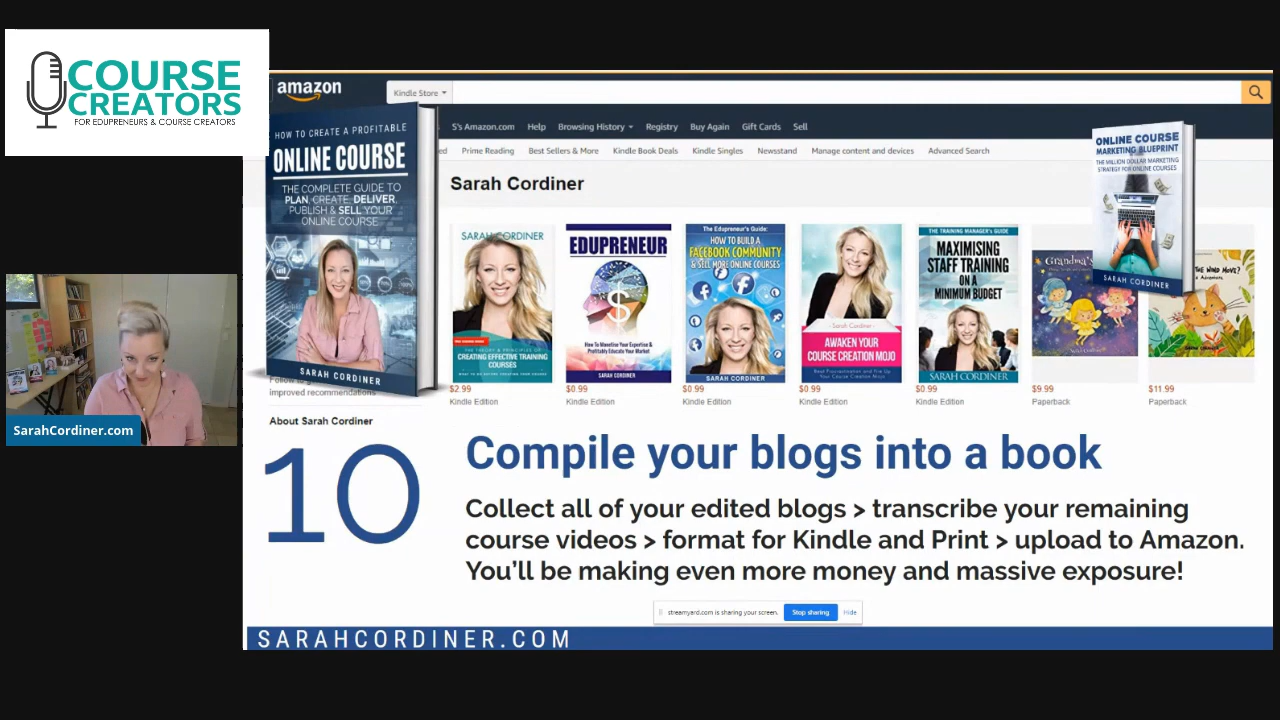 COURSE
CREATORS
FOR EDUPRENEURS & COURSE CREATORS
SarahCordiner.com
amazon
Kindle Store
S's Amazon.com Help Browsing History Registry Buy Again Gift Cards Sell
Prime Reading Best Sellers & More Kindle Book Deals Kindle Singles Newsstand Manage content and devices Advanced Search
Sarah Cordiner
HOW TO CREATE A PROFITABLE
ONLINE COURSE
THE COMPLETE GUIDE TO
PLAN, CREATE, DELIVER,
PUBLISH & SELL YOUR
ONLINE COURSE
SARAH CORDINER
SARAH CORDINER
CREATING EFFECTIVE TRAINING
COURSES
$2.99
Kindle Edition
EDUPRENEUR
How To Monetise Your Expertise &
Profitably Educate Your Market
SARAH CORDINER
$0.99
Kindle Edition
The Edupreneur's Guide:
HOW TO BUILD A
FACEBOOK COMMUNITY
& SELL MORE ONLINE COURSES
SARAH CORDINER
$0.99
Kindle Edition
- Sarah Cordiner -
AWAKEN YOUR
COURSE CREATION MOJO
$0.99
Kindle Edition
THE TRAINING MANAGER'S GUIDE
MAXIMISING
STAFF TRAINING
ON A
MINIMUM BUDGET
SARAH CORDINER
$0.99
Kindle Edition
Grandma's
$9.99
Paperback
THE WIND MOVE?
$11.99
Paperback
ONLINE COURSE
MARKETING BLUEPRINT
THE MILLION DOLLAR MARKETING
STRATEGY FOR ONLINE COURSES
SARAH CORDINER
improved recommendations
About Sarah Cordiner
10
Compile your blogs into a book
Collect all of your edited blogs > transcribe your remaining
course videos > format for Kindle and Print > upload to Amazon.
You'll be making even more money and massive exposure!
streamyard.com is sharing your screen. Stop sharing Hide
SARAHCORDINER.COM